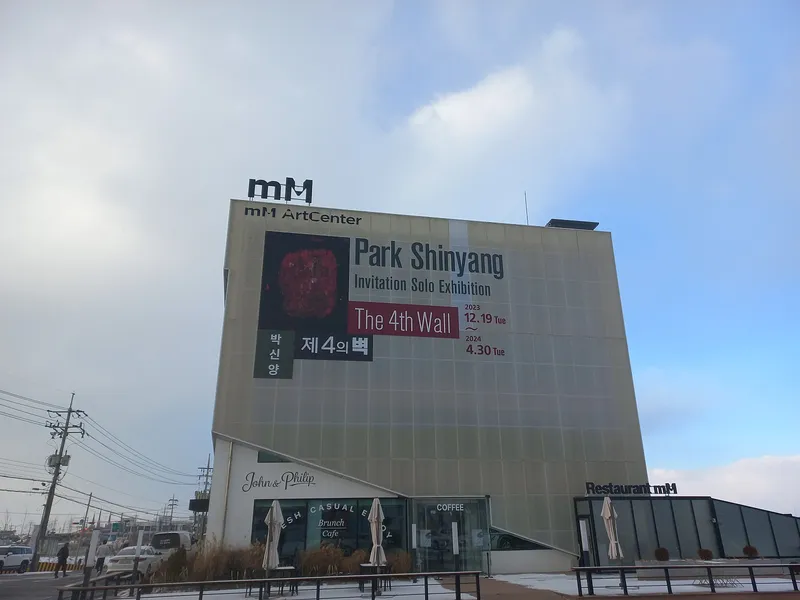 mM
mM ArtCenter
Park Shinyang
Invitation Solo Exhibition
The 4th Wall
2023
12.19 Tue
~
2024
4.30 Tue
박신양
제4의벽
John & Philip
CASUAL
Brunch
Cafe
COFFEE
Restaurant mM